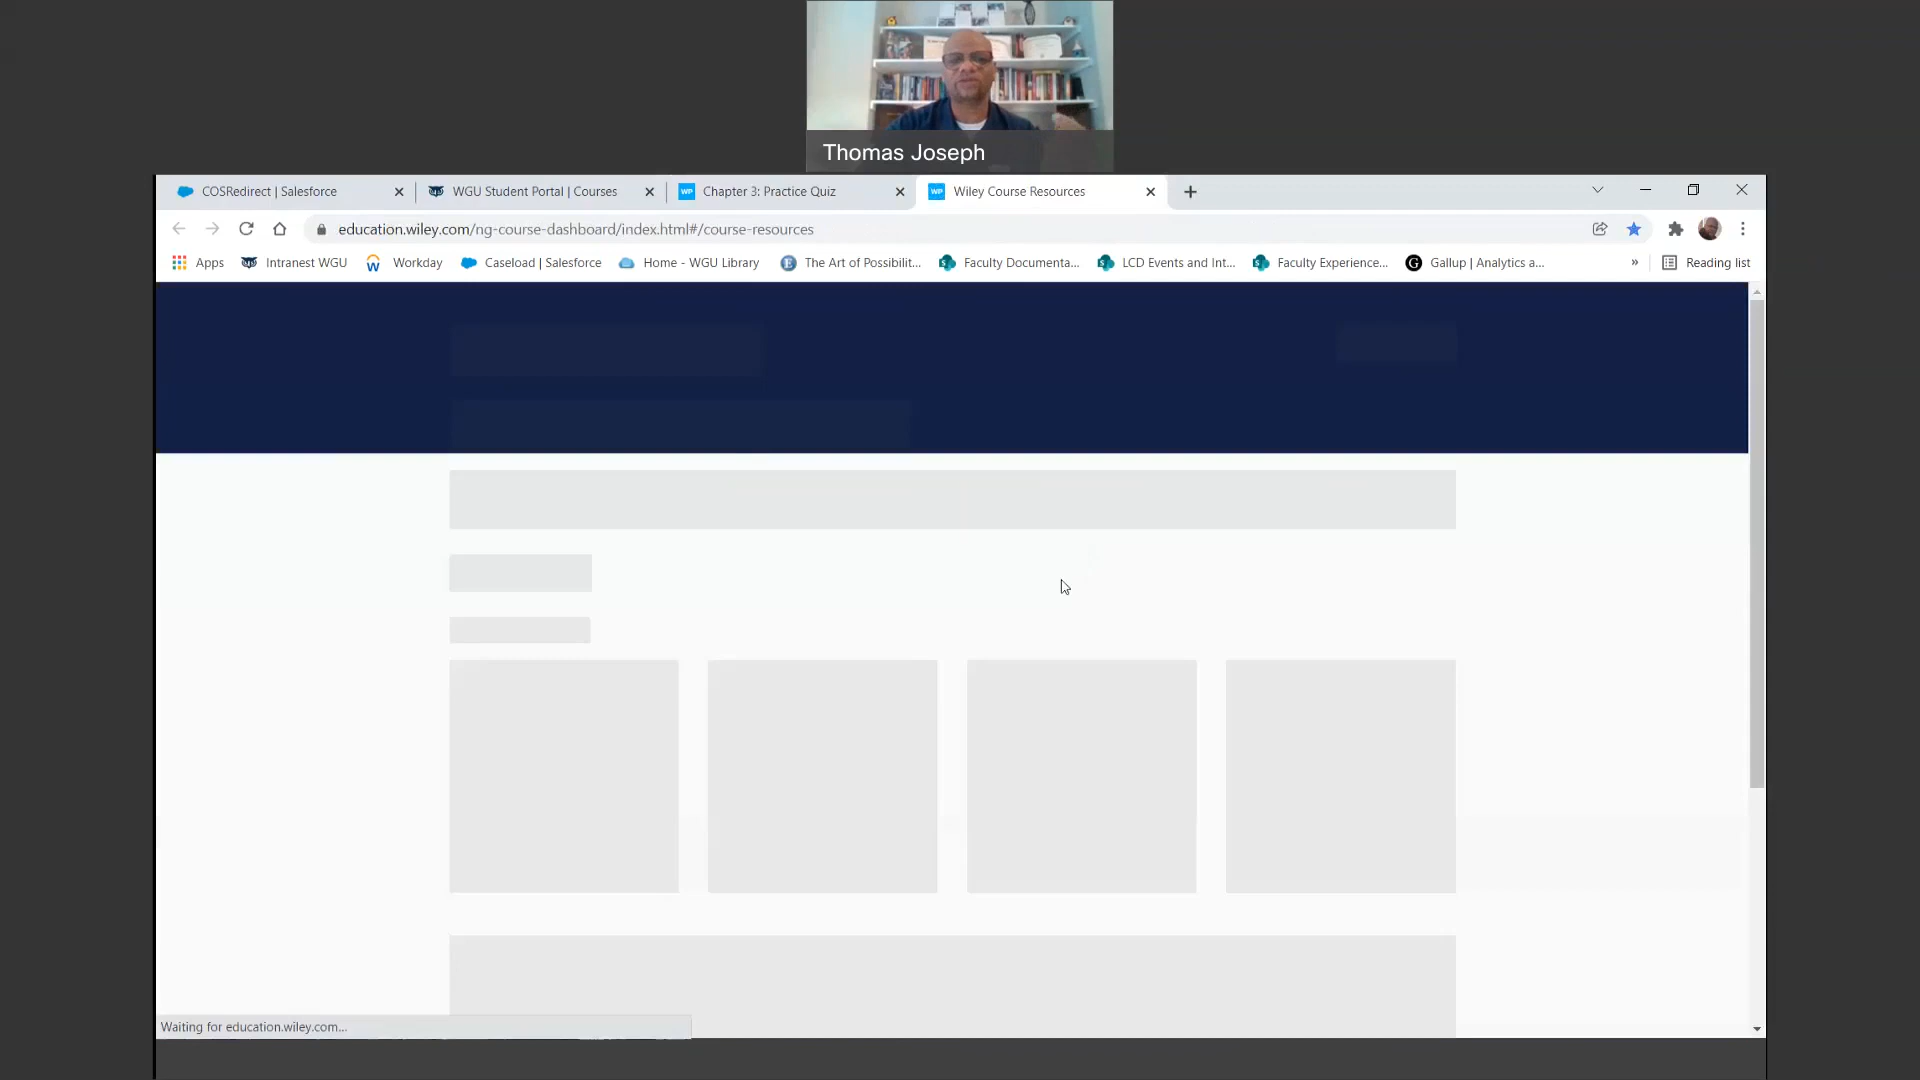 Thomas Joseph
COSRedirect | Salesforce
WGU Student Portal | Courses
WP Chapter 3: Practice Quiz
WP Wiley Course Resources
education.wiley.com/ng-course-dashboard/index.html#/course-resources
Apps
Intranest WGU
Workday
Caseload | Salesforce
Home - WGU Library
The Art of Possibilit...
Faculty Documenta...
LCD Events and Int...
Faculty Experience...
Gallup | Analytics a...
»
Reading list
Waiting for education.wiley.com...